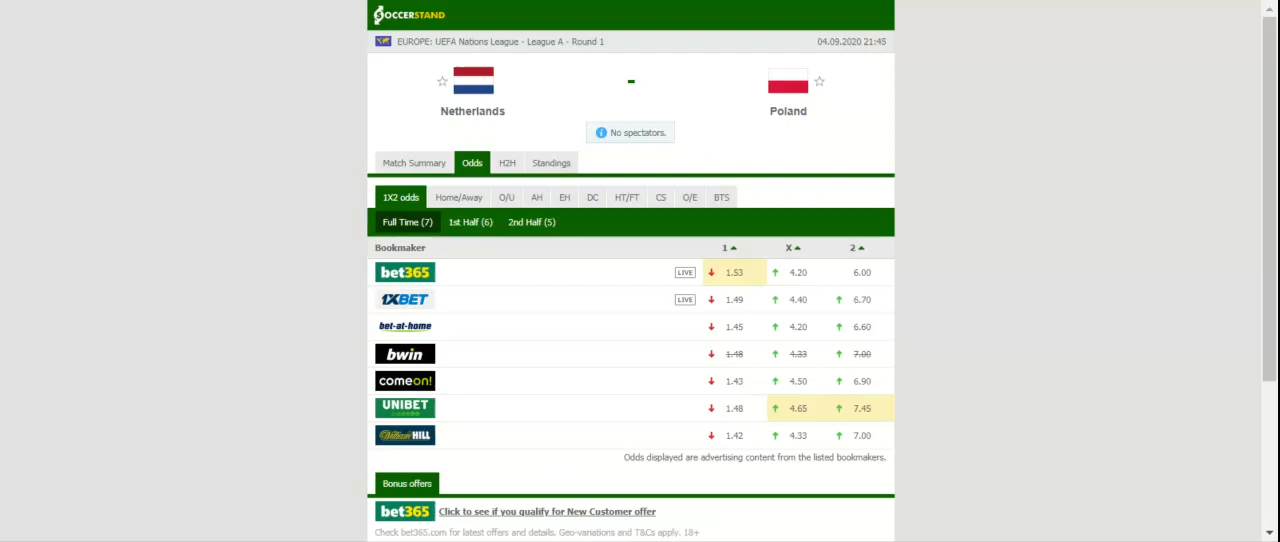 SOCCERSTAND
EUROPE: UEFA Nations League - League A - Round 1 04.09.2020 21:45
-
Netherlands Poland
No spectators.
Match Summary Odds H2H Standings
1X2 odds Home/Away O/U AH EH DC HT/FT CS O/E BTS
Full Time (7) 1st Half (6) 2nd Half (5)
Bookmaker 1 X 2
bet365 LIVE 1.53 4.20 6.00
1XBET LIVE 1.49 4.40 6.70
bet-at-home 1.45 4.20 6.60
bwin 1.48 4.33 7.00
comeon! 1.43 4.50 6.90
UNIBET 1.48 4.65 7.45
William HILL 1.42 4.33 7.00
Odds displayed are advertising content from the listed bookmakers.
Bonus offers
bet365 Click to see if you qualify for New Customer offer
Check bet365.com for latest offers and details. Geo-variations and T&Cs apply. 18+